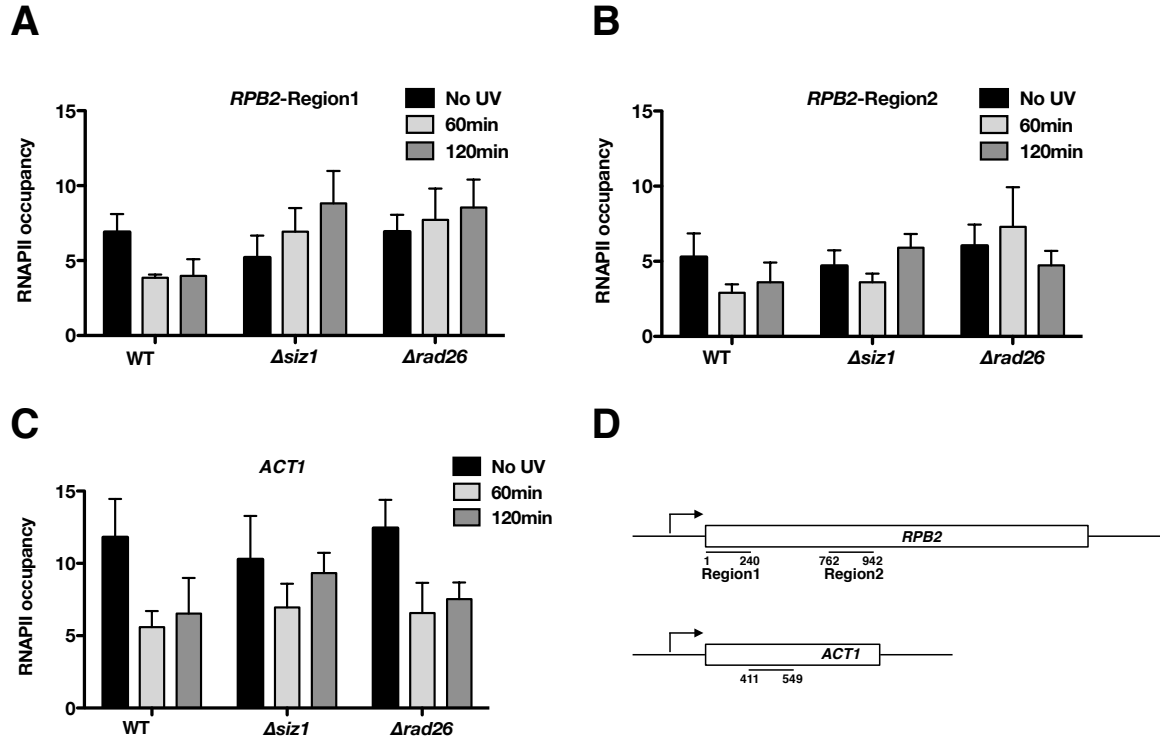 A
RPB2-Region1
No UV
60min
120min
15
10
5
0
RNAPII occupancy
WT
Δsiz1
Δrad26
B
RPB2-Region2
No UV
60min
120min
15
10
5
0
RNAPII occupancy
WT
Δsiz1
Δrad26
C
ACT1
No UV
60min
120min
15
10
5
0
RNAPII occupancy
WT
Δsiz1
Δrad26
D
RPB2
1 240 762 942
Region1 Region2
ACT1
411 549